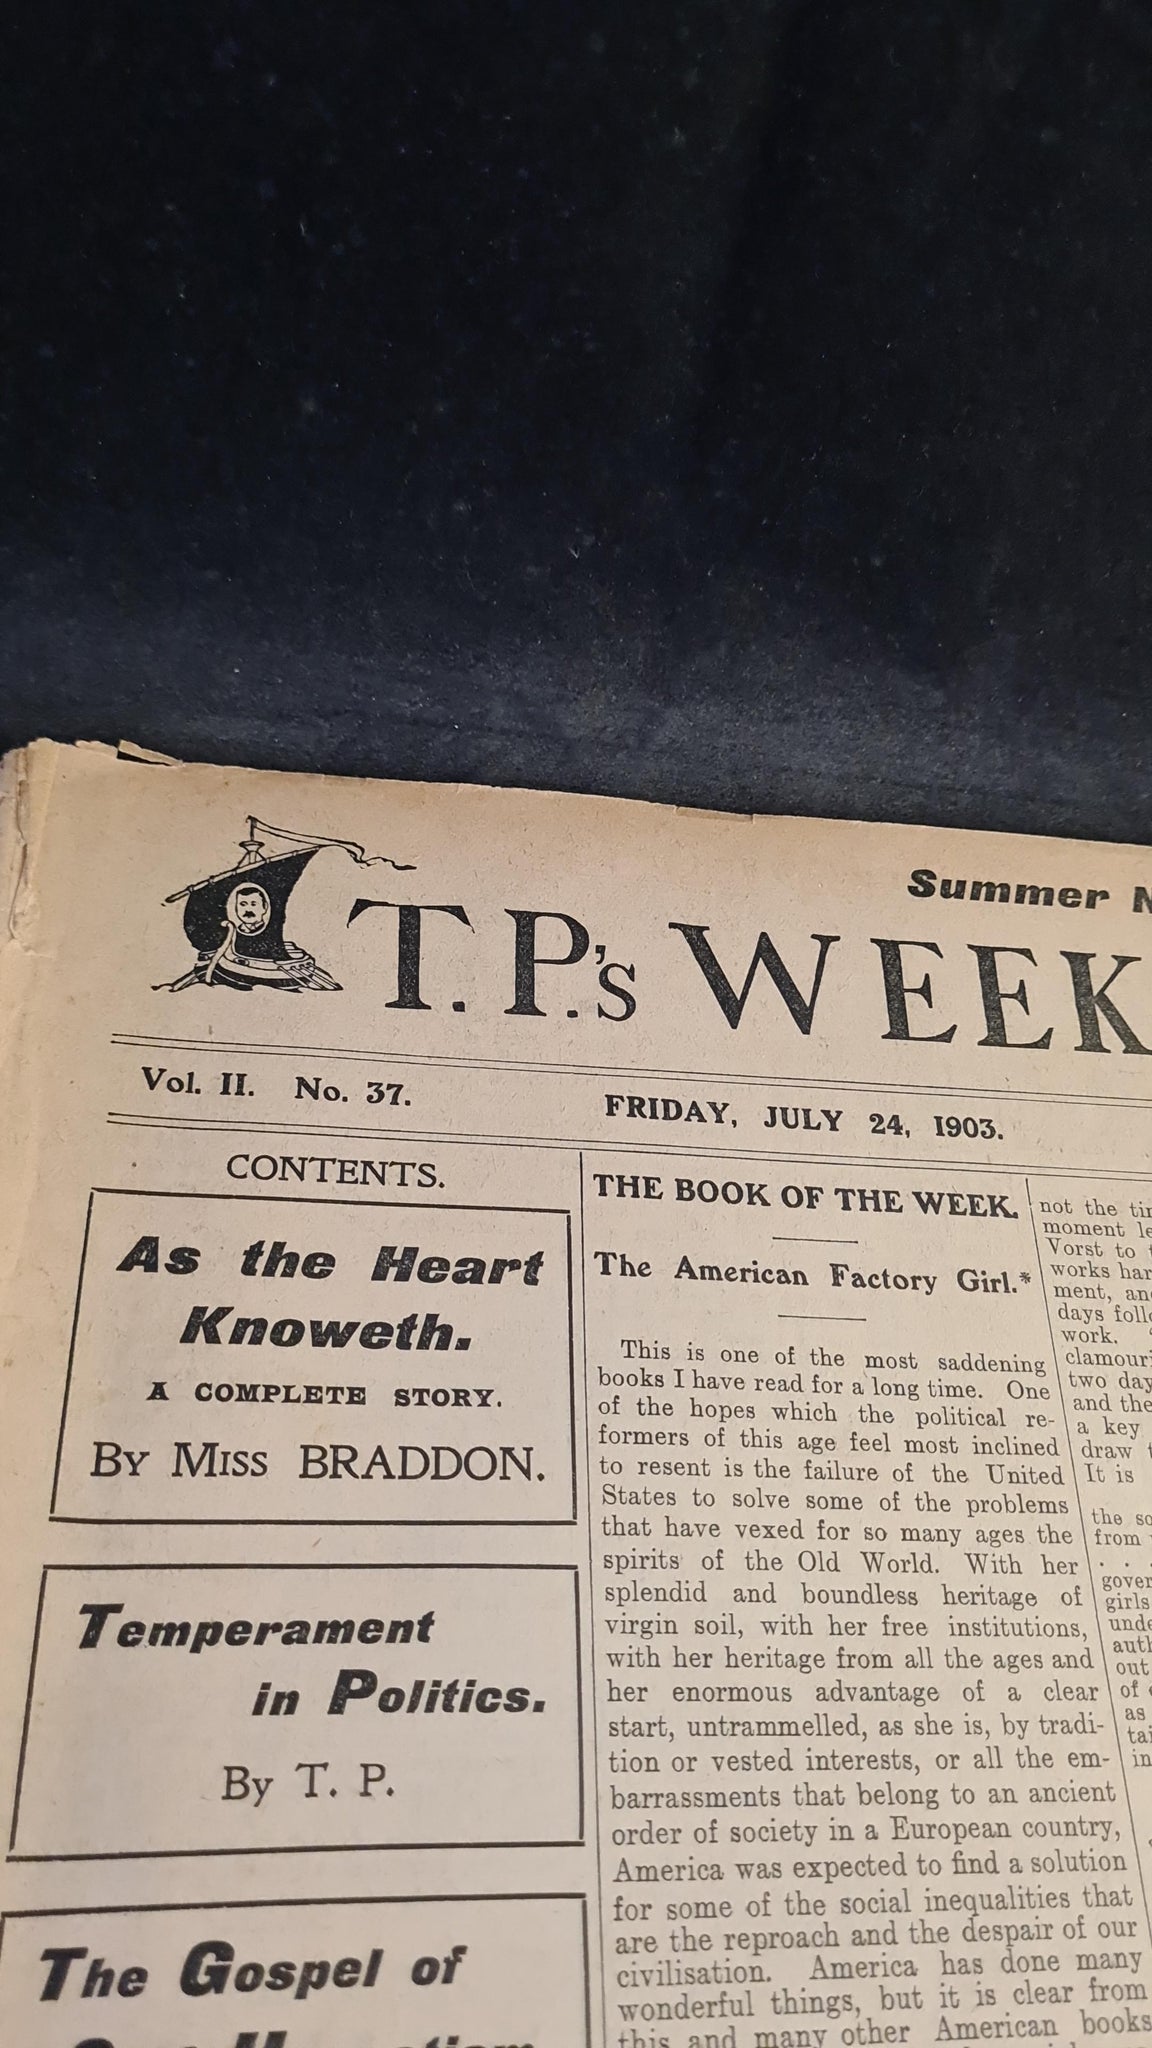 Summer
T. P.'s WEEK
Vol. II. No. 37.
FRIDAY, JULY 24, 1903.
CONTENTS.
As the Heart
Knoweth.
A COMPLETE STORY.
BY MISS BRADDON.
Temperament
in Politics.
By T. P.
The Gospel of
THE BOOK OF THE WEEK.
The American Factory Girl.*
This is one of the most saddening
books I have read for a long time. One
of the hopes which the political re-
formers of this age feel most inclined
to resent is the failure of the United
States to solve some of the problems
that have vexed for so many ages the
spirits of the Old World. With her
splendid and boundless heritage of
virgin soil, with her free institutions,
with her heritage from all the ages and
her enormous advantage of a clear
start, untrammelled, as she is, by tradi-
tion or vested interests, or all the em-
barrassments that belong to an ancient
order of society in a European country,
America was expected to find a solution
for some of the social inequalities that
are the reproach and the despair of our
civilisation. America has done many
wonderful things, but it is clear from
this and many other American books
not the
moment
Vorst to
works
ment,
days
work.
two
and the
a key
draw
It is
the
from
. .
girls
out
of
as
in